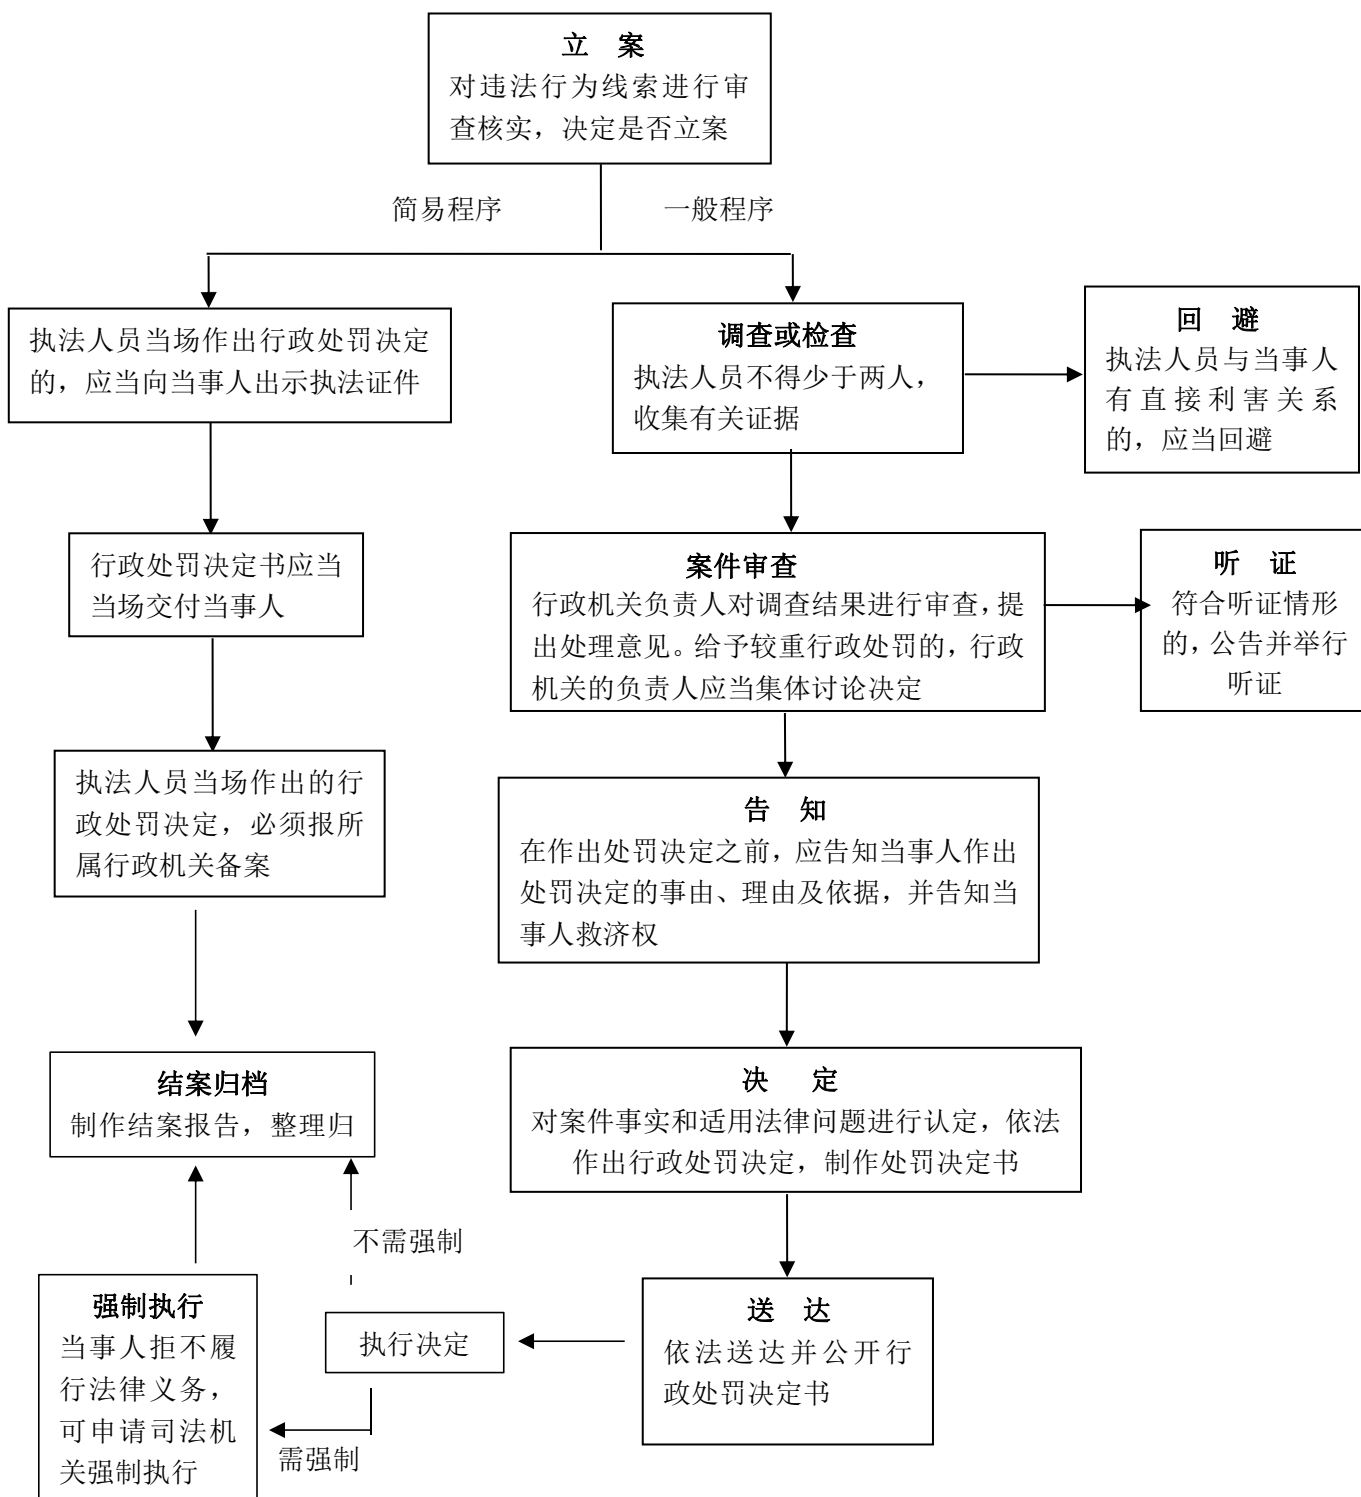 立 案
对违法行为线索进行审
查核实，决定是否立案
简易程序
一般程序
执法人员当场作出行政处罚决定
的，应当向当事人出示执法证件
调查或检查
执法人员不得少于两人，
收集有关证据
回 避
执法人员与当事人
有直接利害关系
的，应当回避
行政处罚决定书应当
当场交付当事人
案件审查
行政机关负责人对调查结果进行审查，提
出处理意见。给予较重行政处罚的，行政
机关的负责人应当集体讨论决定
听 证
符合听证情形
的，公告并举行
听证
执法人员当场作出的行
政处罚决定，必须报所
属行政机关备案
告 知
在作出处罚决定之前，应告知当事人作出
处罚决定的事由、理由及依据，并告知当
事人救济权
结案归档
制作结案报告，整理归
决 定
对案件事实和适用法律问题进行认定，依法
作出行政处罚决定，制作处罚决定书
不需强制
强制执行
当事人拒不履
行法律义务，
可申请司法机
关强制执行
执行决定
需强制
送 达
依法送达并公开行
政处罚决定书